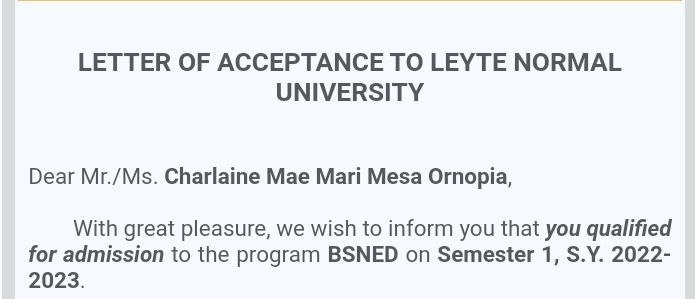 LETTER OF ACCEPTANCE TO LEYTE NORMAL
UNIVERSITY
Dear Mr./Ms. Charlaine Mae Mari Mesa Ornopia,
With great pleasure, we wish to inform you that you qualified
for admission to the program BSNED on Semester 1, S.Y. 2022-
2023.